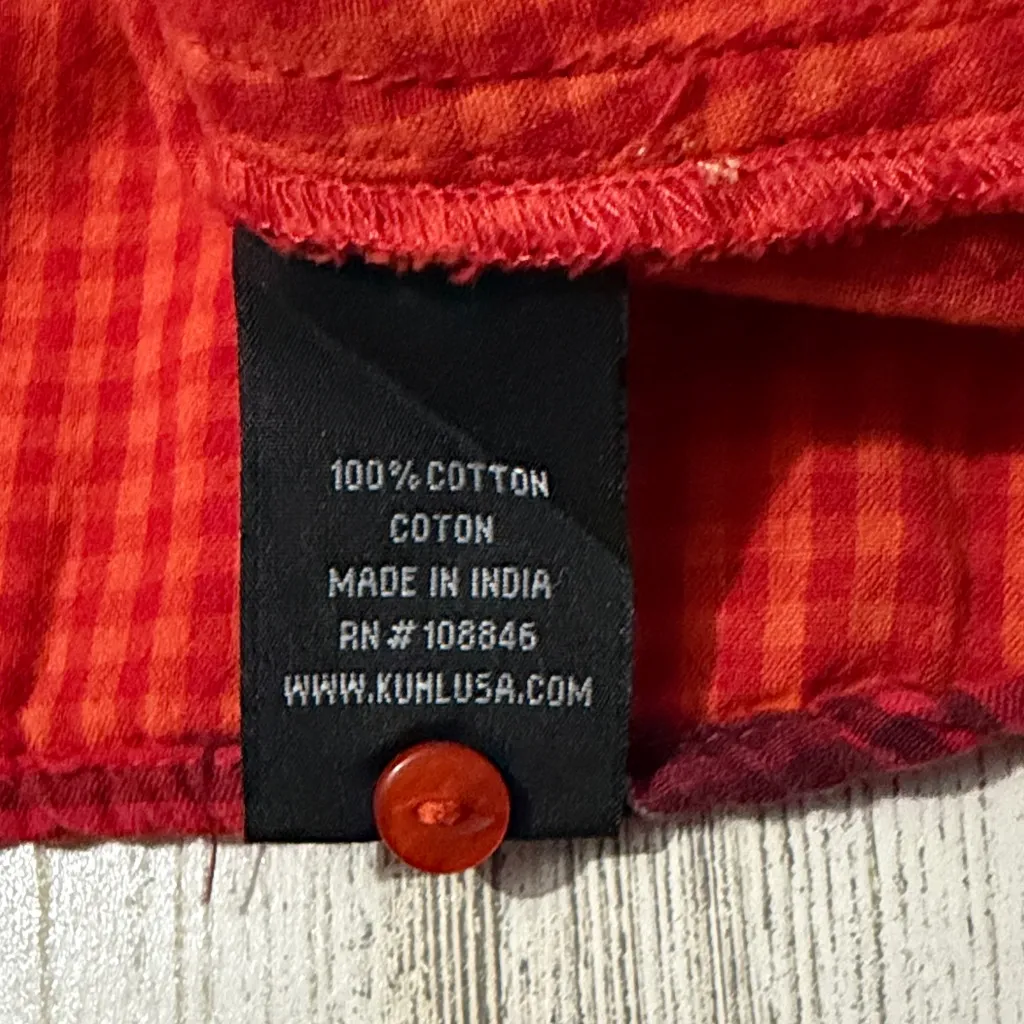 100% COTTON
COTON
MADE IN INDIA
RN # 108846
WWW.KUHLUSA.COM